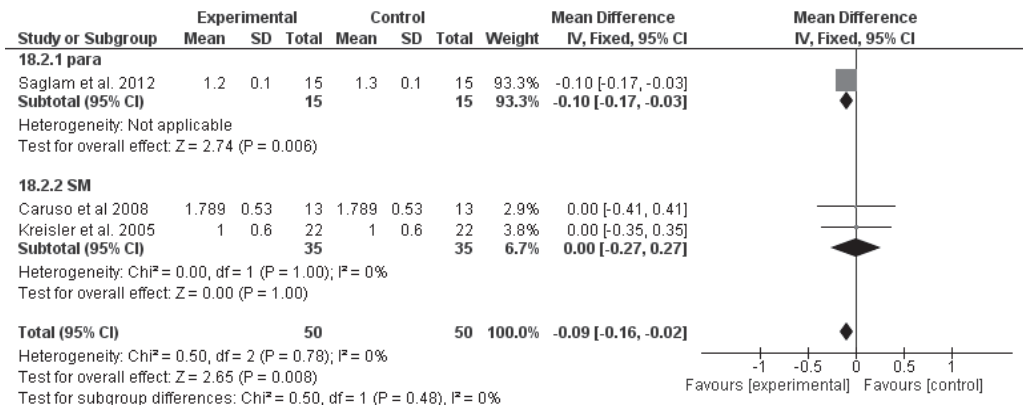 Experimental Control Mean Difference Mean Difference
Study or Subgroup Mean SD Total Mean SD Total Weight IV, Fixed, 95% CI IV, Fixed, 95% CI
18.2.1 para
Saglam et al. 2012 1.2 0.1 15 1.3 0.1 15 93.3% -0.10 [-0.17, -0.03]
Subtotal (95% CI) 15 15 93.3% -0.10 [-0.17, -0.03]
Heterogeneity: Not applicable
Test for overall effect: Z = 2.74 (P = 0.006)
18.2.2 SM
Caruso et al 2008 1.789 0.53 13 1.789 0.53 13 2.9% 0.00 [-0.41, 0.41]
Kreisler et al. 2005 1 0.6 22 1 0.6 22 3.8% 0.00 [-0.35, 0.35]
Subtotal (95% CI) 35 35 6.7% 0.00 [-0.27, 0.27]
Heterogeneity: Chi² = 0.00, df = 1 (P = 1.00); I² = 0%
Test for overall effect: Z = 0.00 (P = 1.00)
Total (95% CI) 50 50 100.0% -0.09 [-0.16, -0.02]
Heterogeneity: Chi² = 0.50, df = 2 (P = 0.78); I² = 0%
Test for overall effect: Z = 2.65 (P = 0.008)
Test for subgroup differences: Chi² = 0.50, df = 1 (P = 0.48), I² = 0%
-1 -0.5 0 0.5 1
Favours [experimental] Favours [control]